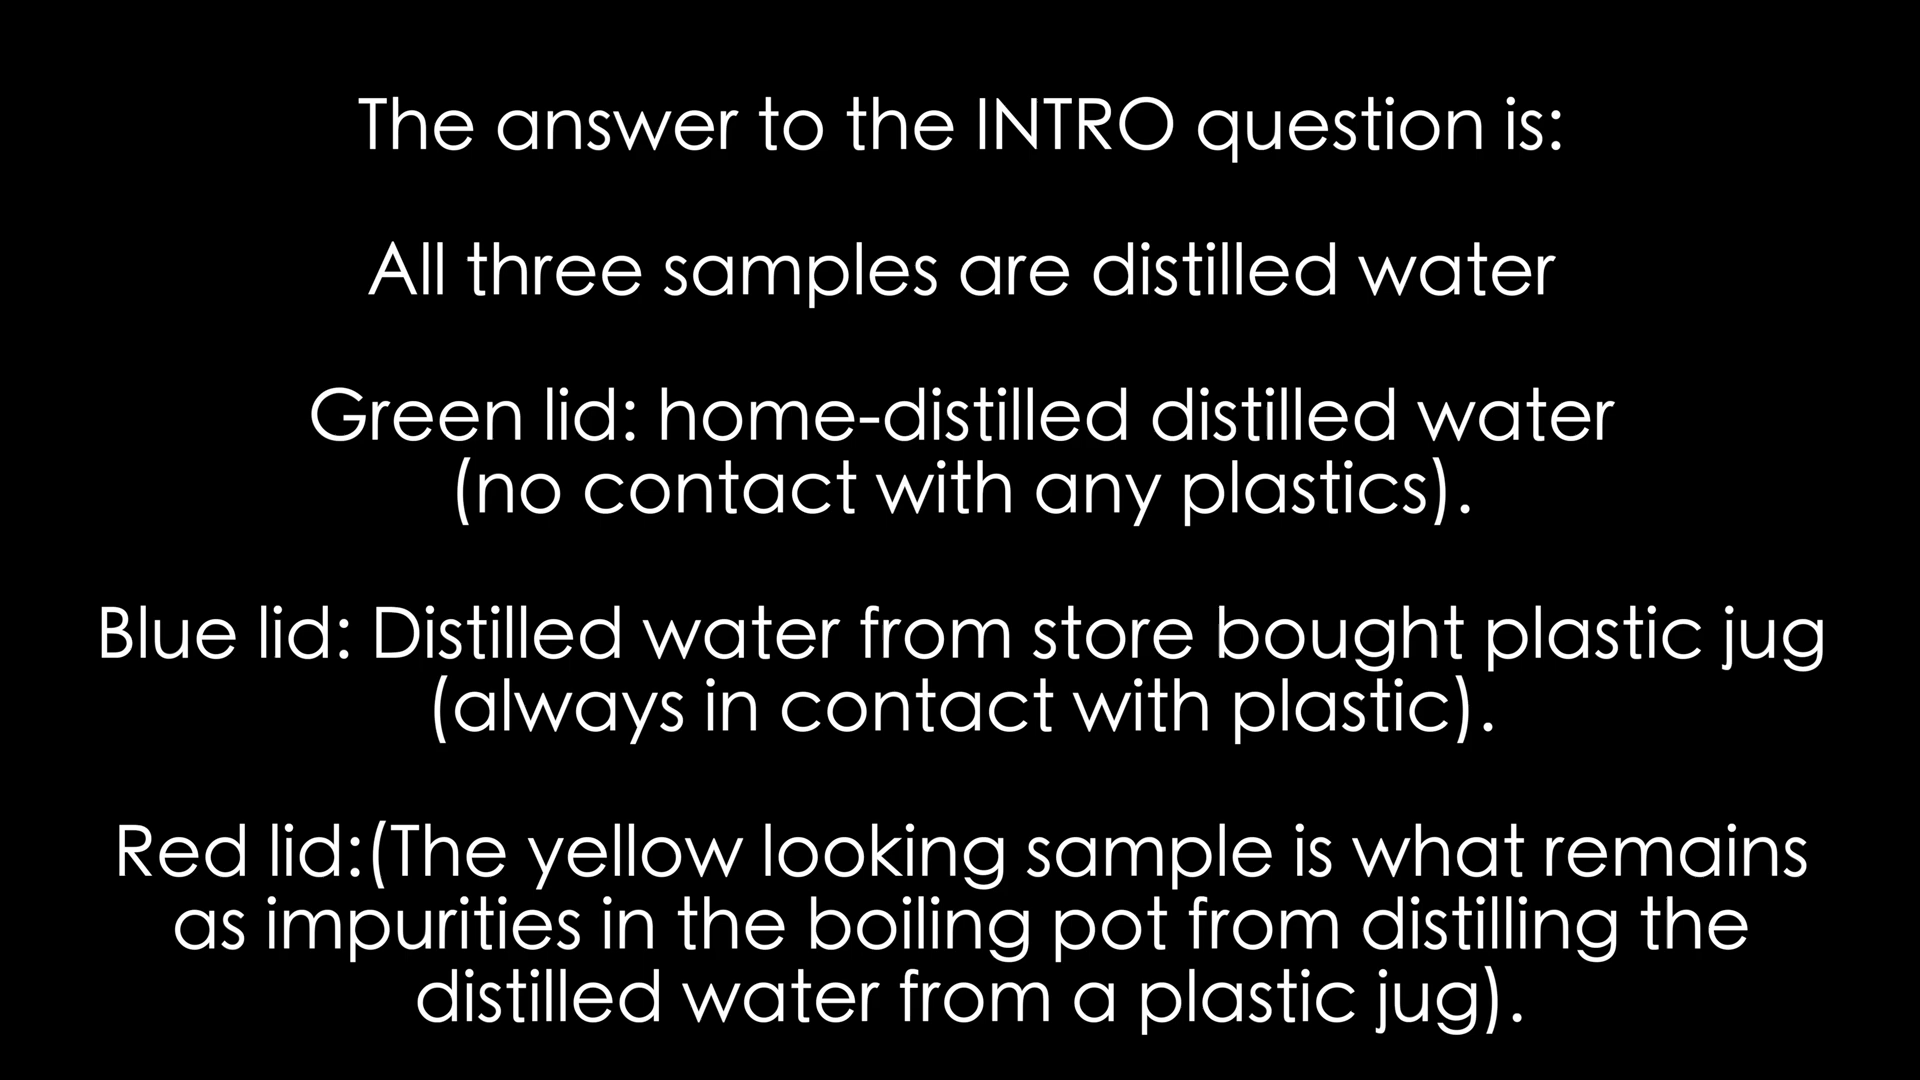 The answer to the INTRO question is:
All three samples are distilled water
Green lid: home-distilled distilled water
(no contact with any plastics).
Blue lid: Distilled water from store bought plastic jug
(always in contact with plastic).
Red lid:(The yellow looking sample is what remains
as impurities in the boiling pot from distilling the
distilled water from a plastic jug).